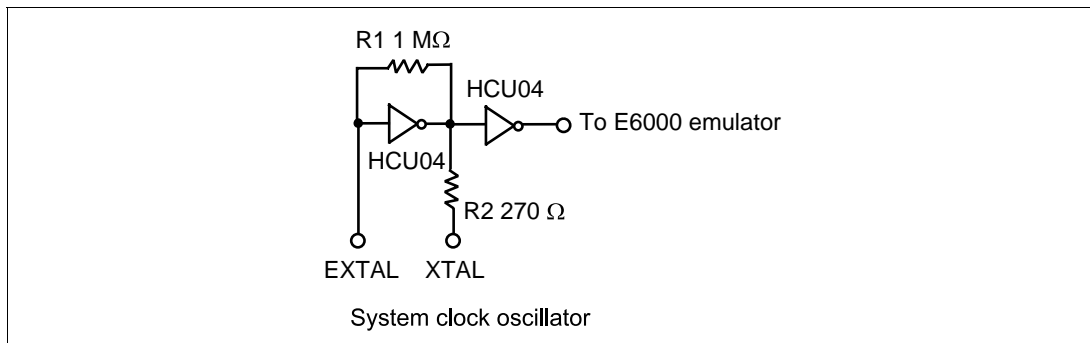 R1 1 MΩ
HCU04
To E6000 emulator
HCU04
R2 270 Ω
EXTAL XTAL
System clock oscillator